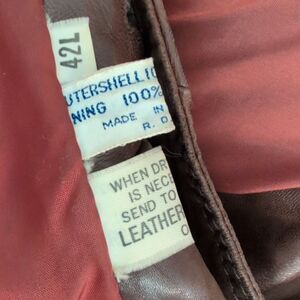 42L
UTERSHELL 10
NING 100%
MADE IN
R. O
WHEN DR
IS NECE
SEND TO
LEATHER